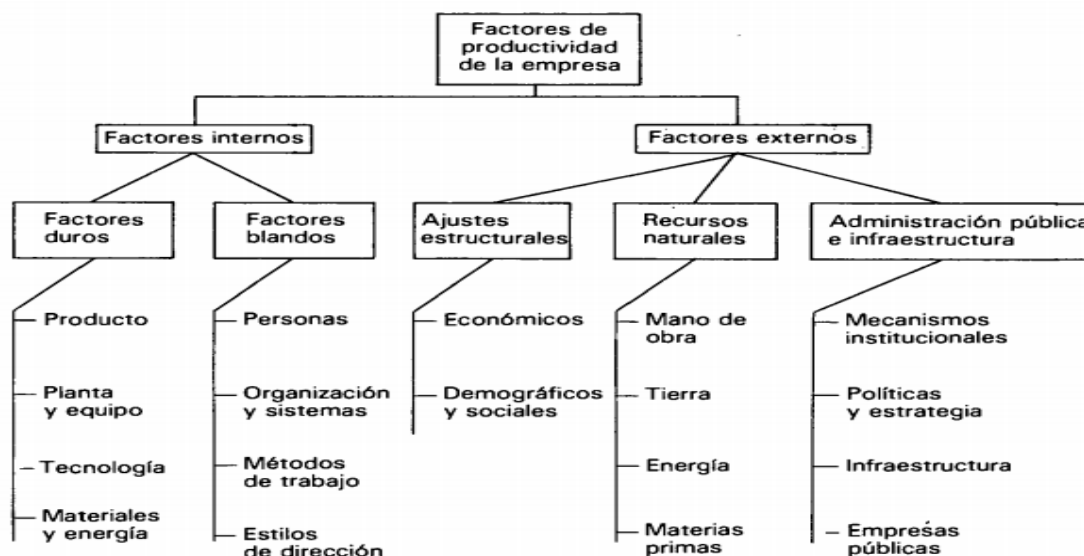 Factores de
productividad
de la empresa
Factores internos
Factores externos
Factores
duros
Factores
blandos
Ajustes
estructurales
Recursos
naturales
Administración pública
e infraestructura
Producto
Planta
y equipo
Tecnología
Materiales
y energía
Personas
Organización
y sistemas
Métodos
de trabajo
Estilos
de dirección
Económicos
Demográficos
y sociales
Mano de
obra
Tierra
Energía
Materias
primas
Mecanismos
institucionales
Políticas
y estrategia
Infraestructura
Empresas
públicas